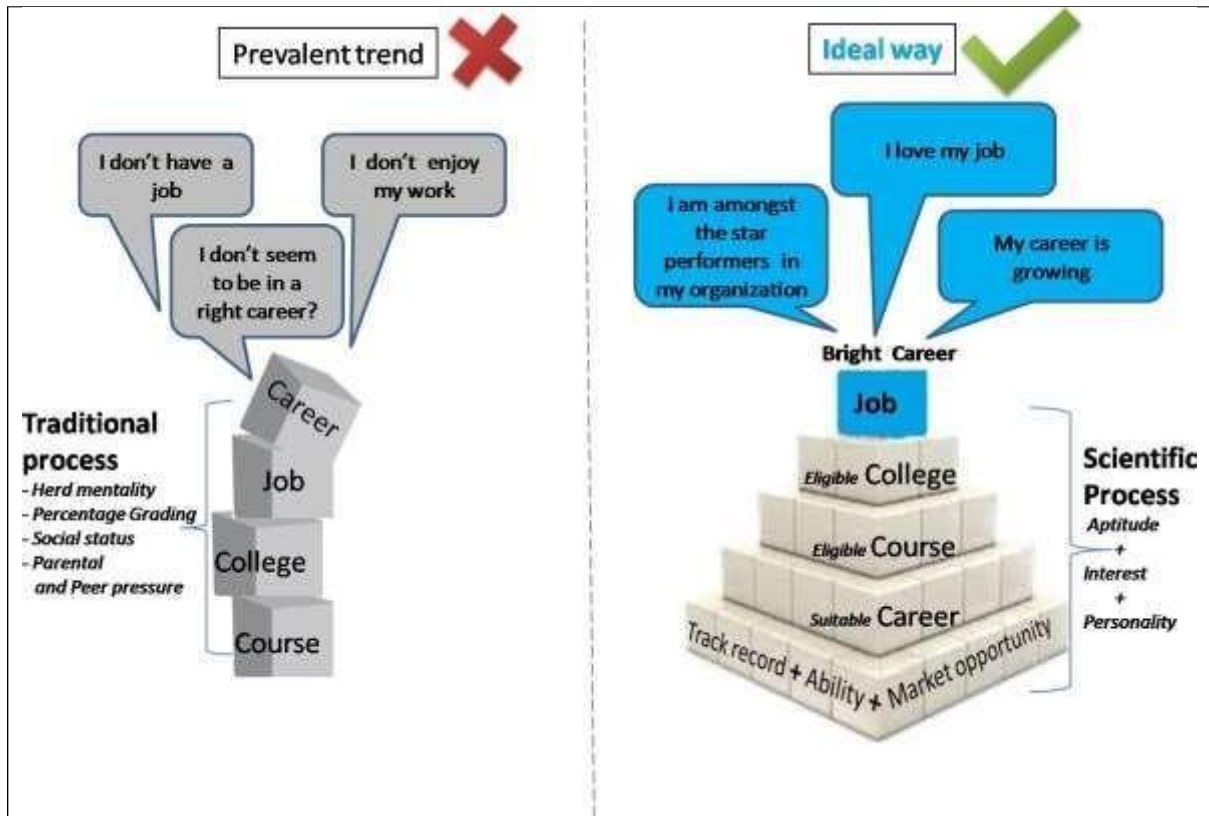 Prevalent trend
I don't have a
job
I don't enjoy
my work
I don't seem
to be in a
right career?
Career
Job
College
Course
Traditional
process
- Herd mentality
- Percentage Grading
- Social status
- Parental
and Peer pressure
Ideal way
I love my job
I am amongst
the star
performers in
my organization
My career is
growing
Bright Career
Job
Eligible College
Eligible Course
Suitable Career
Track record + Ability + Market opportunity
Scientific
Process
Aptitude
+
Interest
+
Personality